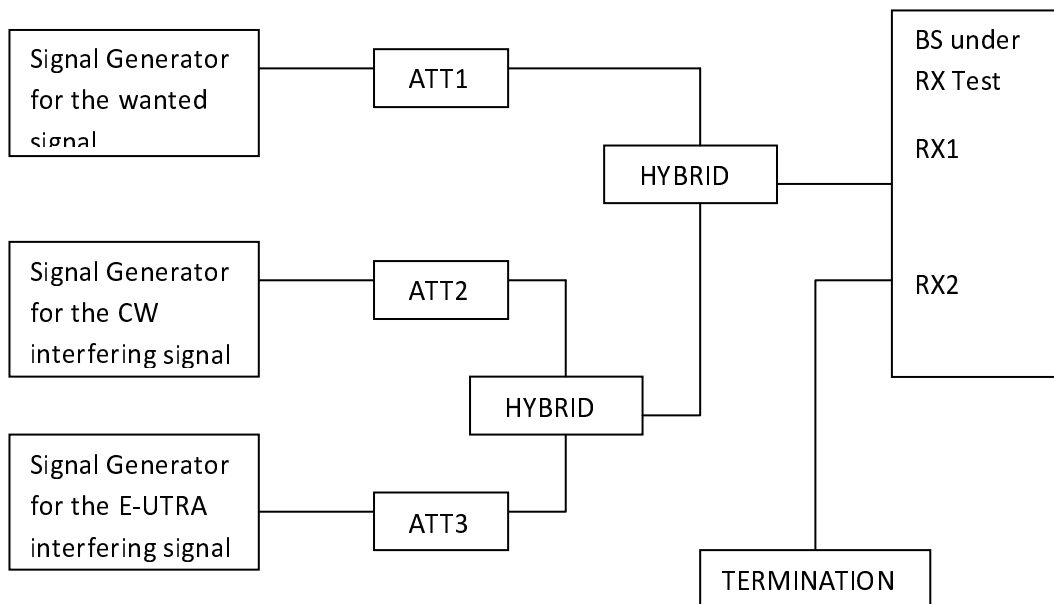 Signal Generator
for the wanted
signal
ATT1
HYBRID
BS under
RX Test
RX1
RX2
Signal Generator
for the CW
interfering signal
ATT2
HYBRID
Signal Generator
for the E-UTRA
interfering signal
ATT3
TERMINATION